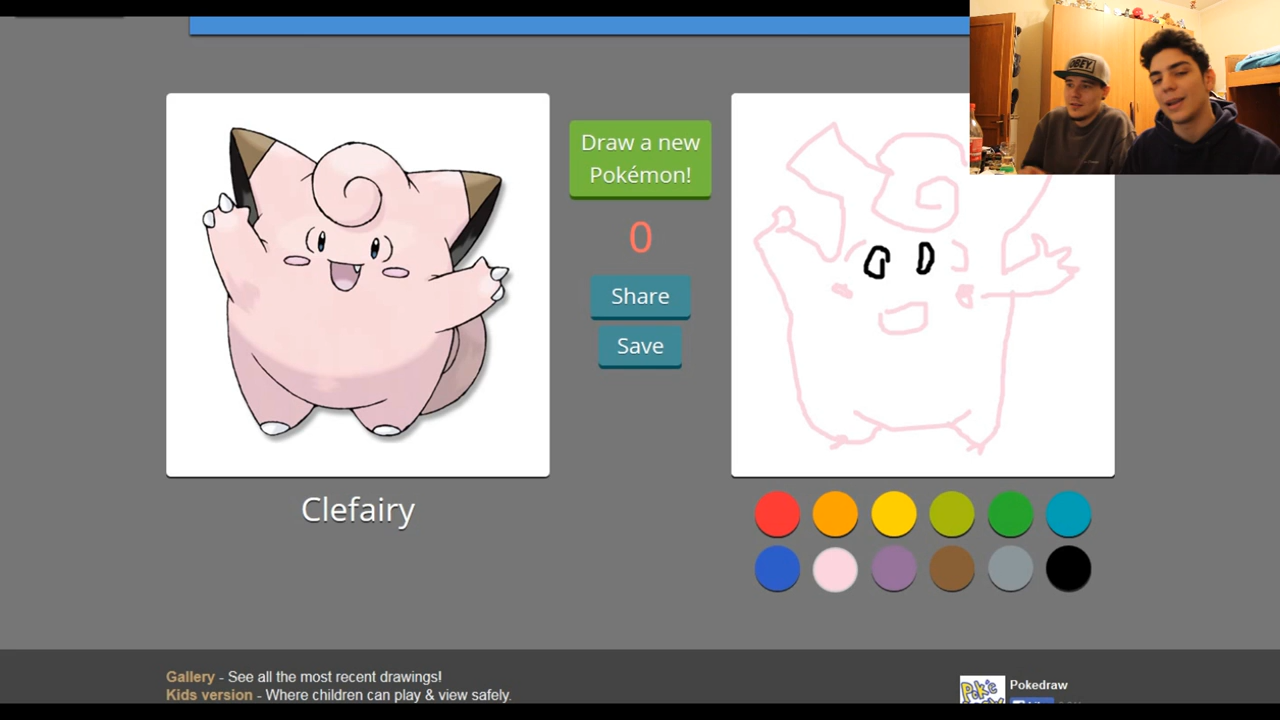 OBEY
Draw a new
Pokémon!
0
Share
Save
Clefairy
Gallery - See all the most recent drawings!
Kids version - Where children can play & view safely.
Pokedraw